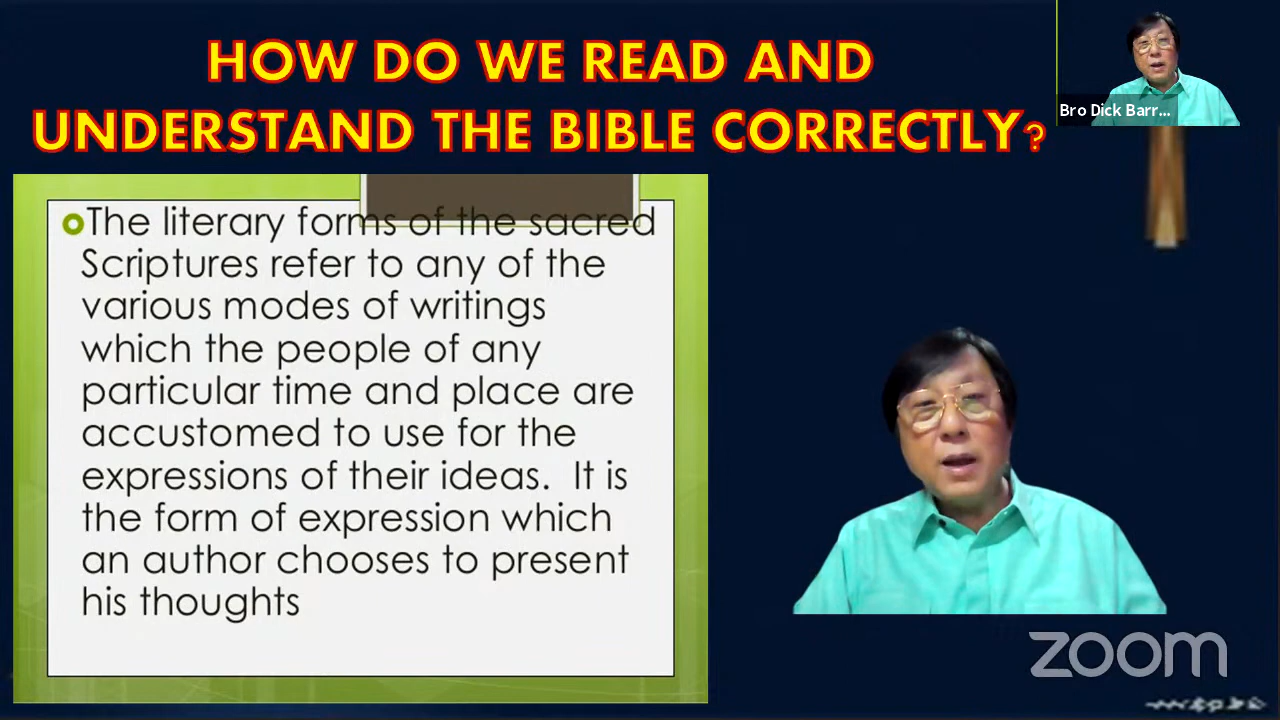 HOW DO WE READ AND
UNDERSTAND THE BIBLE CORRECTLY?
Bro Dick Barr...
The literary forms of the sacred
Scriptures refer to any of the
various modes of writings
which the people of any
particular time and place are
accustomed to use for the
expressions of their ideas.  It is
the form of expression which
an author chooses to present
his thoughts
zoom